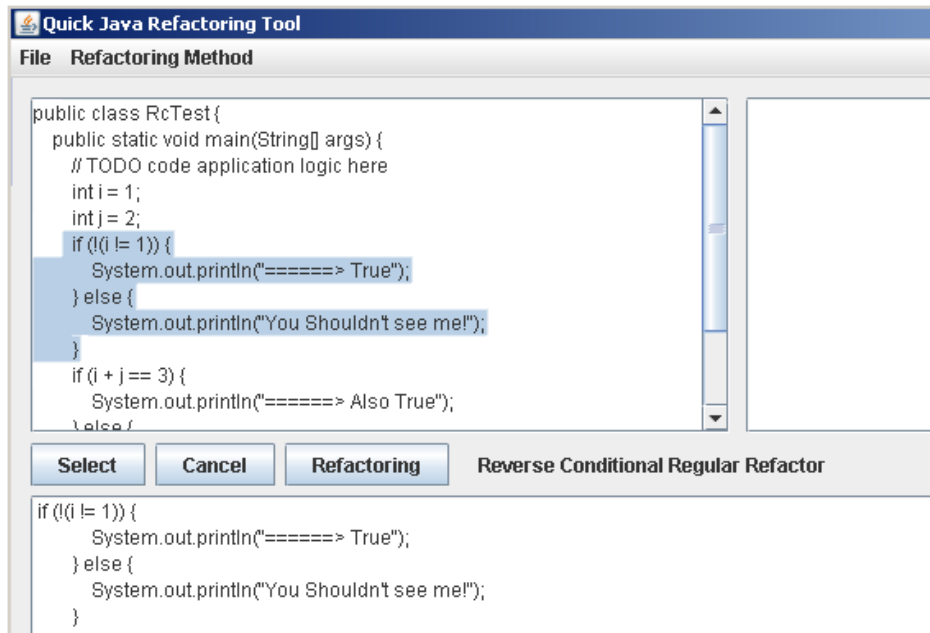 Quick Java Refactoring Tool
File Refactoring Method
public class RcTest {
public static void main(String[] args) {
// TODO code application logic here
int i = 1;
int j = 2;
if (!(i != 1)) {
System.out.println("======> True");
} else {
System.out.println("You Shouldn't see me!");
}
if (i + j == 3) {
System.out.println("======> Also True");
} else {
Select Cancel Refactoring Reverse Conditional Regular Refactor
if (!(i != 1)) {
System.out.println("======> True");
} else {
System.out.println("You Shouldn't see me!");
}